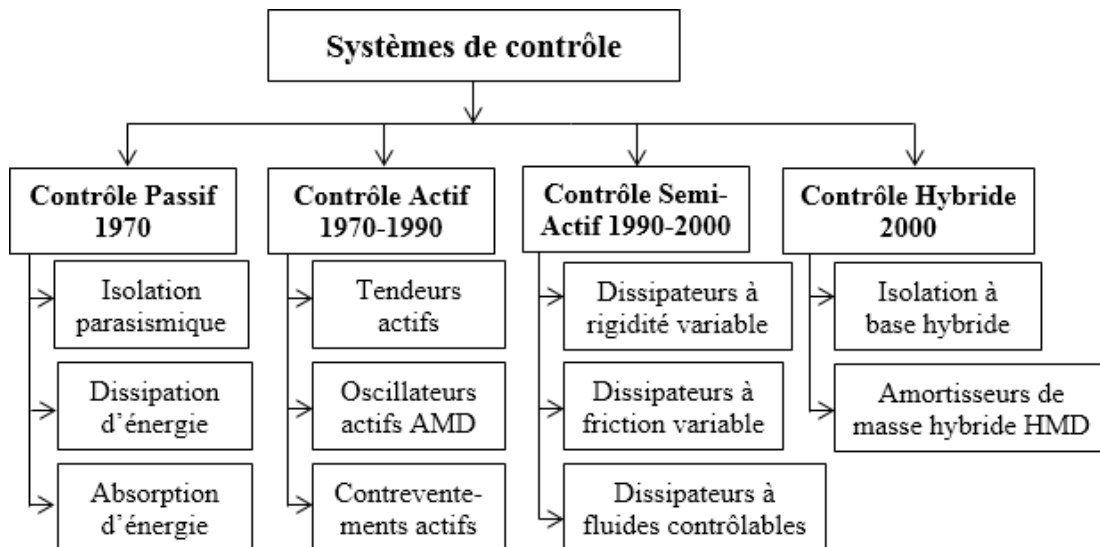 Systèmes de contrôle
Contrôle Passif
1970
Isolation
parasismique
Dissipation
d’énergie
Absorption
d’énergie
Contrôle Actif
1970-1990
Tendeurs
actifs
Oscillateurs
actifs AMD
Contrevente-
ments actifs
Contrôle Semi-
Actif 1990-2000
Dissipateurs à
rigidité variable
Dissipateurs à
friction variable
Dissipateurs à
fluides contrôlables
Contrôle Hybride
2000
Isolation à
base hybride
Amortisseurs de
masse hybride HMD